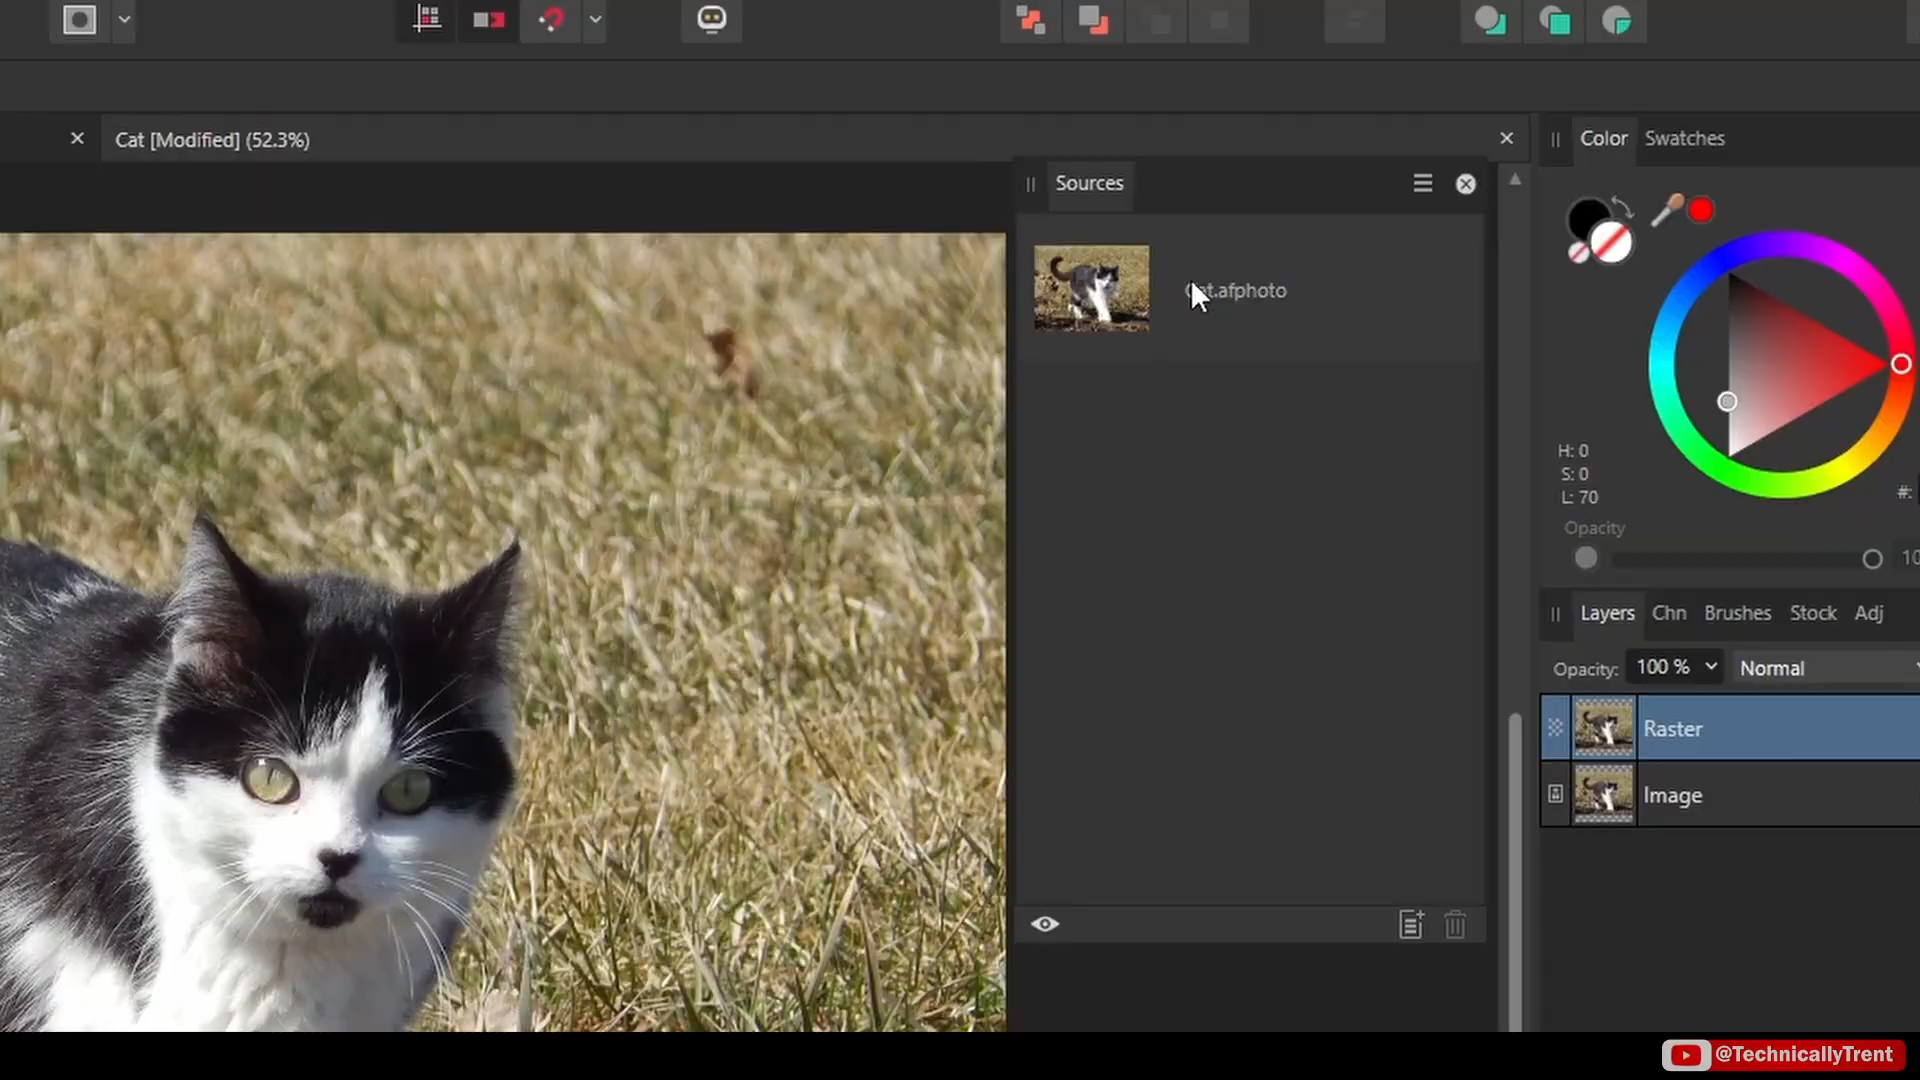 Cat [Modified] (52.3%)
Color
Swatches
Sources
.afphoto
H: 0
S: 0
L: 70
#:
Opacity
Layers
Chn
Brushes
Stock
Adj
Opacity:
100 %
Normal
Raster
Image
@TechnicallyTrent